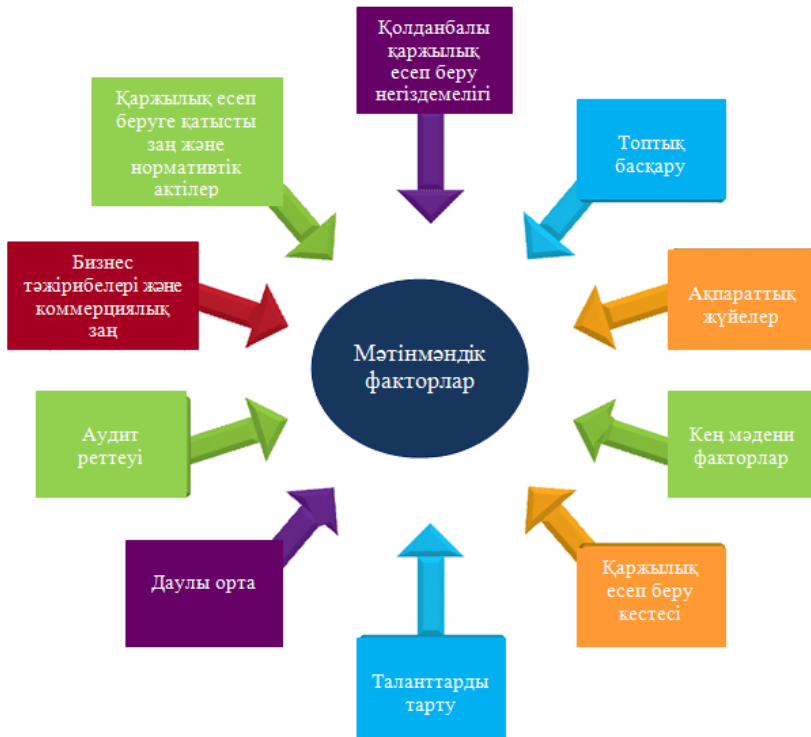 Қолданбалы
қаржылық
есеп беру
негіздемелігі
Топтық
басқару
Ақпараттық
жүйелер
Кең мәдени
факторлар
Қаржылық
есеп беру
кестесі
Таланттарды
тарту
Даулы орта
Аудит
реттеуі
Бизнес
тәжірибелері және
коммерциялық
заң
Қаржылық есеп
беруге қатысты
заң және
нормативтік
актілер
Мәтінмәндік
факторлар